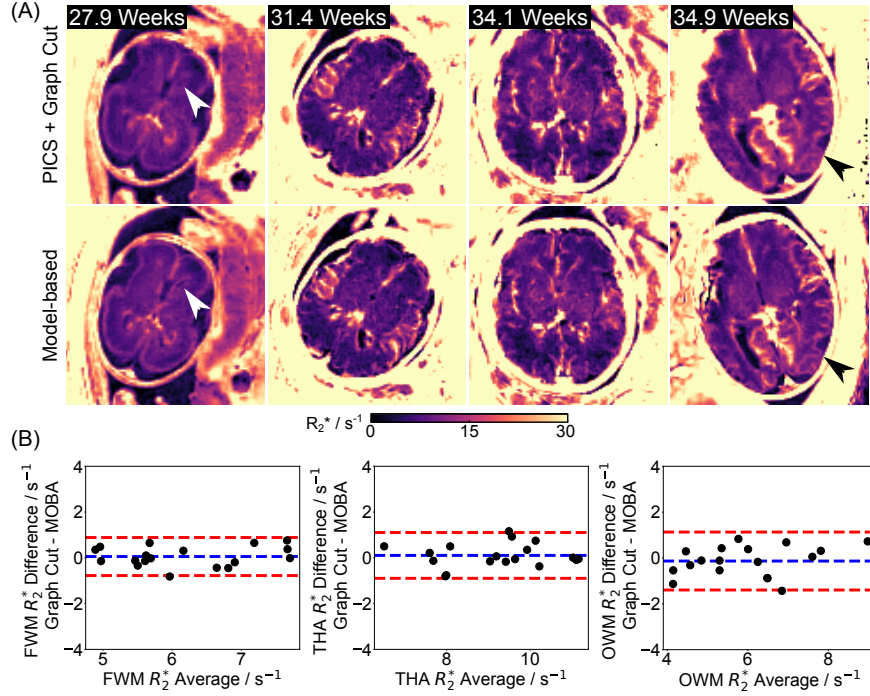 (A)
27.9 Weeks 31.4 Weeks 34.1 Weeks 34.9 Weeks
PICS + Graph Cut
Model-based
R₂* / s⁻¹
0 15 30
(B)
FWM R₂* Difference / s⁻¹
Graph Cut - MOBA
4
2
0
−2
−4
5 6 7
FWM R₂* Average / s⁻¹
THA R₂* Difference / s⁻¹
Graph Cut - MOBA
4
2
0
−2
−4
8 10
THA R₂* Average / s⁻¹
OWM R₂* Difference / s⁻¹
Graph Cut - MOBA
4
2
0
−2
−4
4 6 8
OWM R₂* Average / s⁻¹